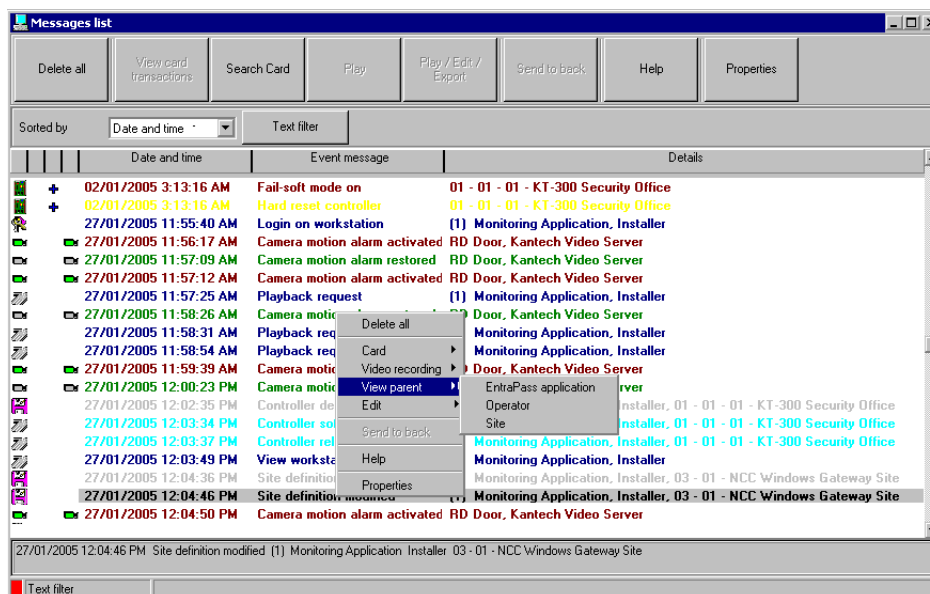 Messages list
Delete all View card transactions Search Card Play Play / Edit / Export Send to back Help Properties
Sorted by Date and time Text filter
Date and time Event message Details
02/01/2005 3:13:16 AM Fail-soft mode on 01 - 01 - 01 - KT-300 Security Office
02/01/2005 3:13:16 AM Hard reset controller 01 - 01 - 01 - KT-300 Security Office
27/01/2005 11:55:40 AM Login on workstation (1) Monitoring Application, Installer
27/01/2005 11:56:17 AM Camera motion alarm activated RD Door, Kantech Video Server
27/01/2005 11:57:09 AM Camera motion alarm restored RD Door, Kantech Video Server
27/01/2005 11:57:12 AM Camera motion alarm activated RD Door, Kantech Video Server
27/01/2005 11:57:25 AM Playback request (1) Monitoring Application, Installer
27/01/2005 11:58:26 AM Camera motio Door, Kantech Video Server
27/01/2005 11:58:31 AM Playback req Monitoring Application, Installer
27/01/2005 11:58:54 AM Playback req Monitoring Application, Installer
27/01/2005 11:59:39 AM Camera motio Door, Kantech Video Server
27/01/2005 12:00:23 PM Camera motio rver
27/01/2005 12:02:35 PM Controller de Installer, 01 - 01 - 01 - KT-300 Security Office
27/01/2005 12:03:34 PM Controller so Installer, 01 - 01 - 01 - KT-300 Security Office
27/01/2005 12:03:37 PM Controller rel Monitoring Application, Installer, 01 - 01 - 01 - KT-300 Security Office
27/01/2005 12:03:49 PM View worksta Monitoring Application, Installer
27/01/2005 12:04:36 PM Site definitio Monitoring Application, Installer, 03 - 01 - NCC Windows Gateway Site
27/01/2005 12:04:46 PM Site definition modified (1) Monitoring Application, Installer, 03 - 01 - NCC Windows Gateway Site
27/01/2005 12:04:50 PM Camera motion alarm activated RD Door, Kantech Video Server
Delete all
Card
Video recording
View parent
Edit
Send to back
Help
Properties
EntraPass application
Operator
Site
27/01/2005 12:04:46 PM Site definition modified (1) Monitoring Application Installer 03 - 01 - NCC Windows Gateway Site
Text filter